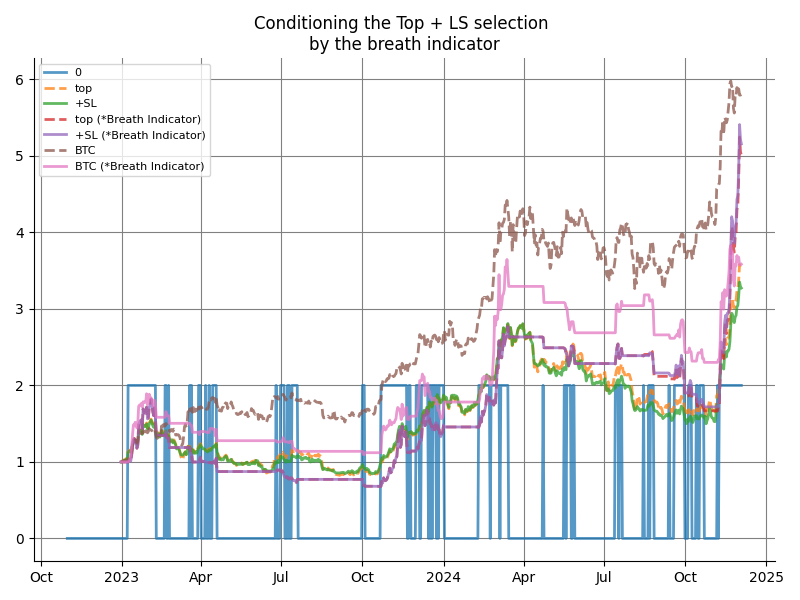 Conditioning the Top + LS selection
by the breath indicator
0
top
+SL
top (*Breath Indicator)
+SL (*Breath Indicator)
BTC
BTC (*Breath Indicator)
6
5
4
3
2
1
0
Oct 2023 Apr Jul Oct 2024 Apr Jul Oct 2025